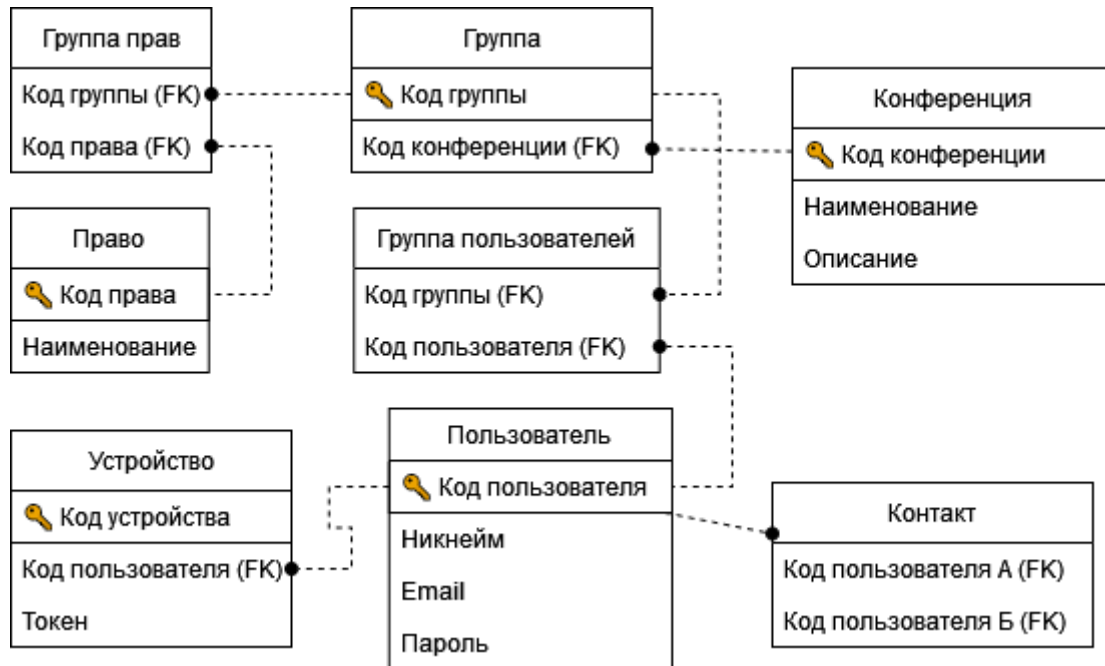 Группа прав
Код группы (FK)
Код права (FK)
Группа
Код группы
Код конференции (FK)
Конференция
Код конференции
Наименование
Описание
Право
Код права
Наименование
Группа пользователей
Код группы (FK)
Код пользователя (FK)
Устройство
Код устройства
Код пользователя (FK)
Токен
Пользователь
Код пользователя
Никнейм
Email
Пароль
Контакт
Код пользователя А (FK)
Код пользователя Б (FK)